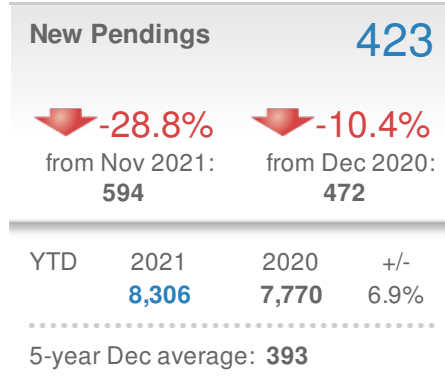 New Pendings 423
-28.8% -10.4%
from Nov 2021: from Dec 2020:
594 472
YTD 2021 2020 +/-
8,306 7,770 6.9%
5-year Dec average: 393